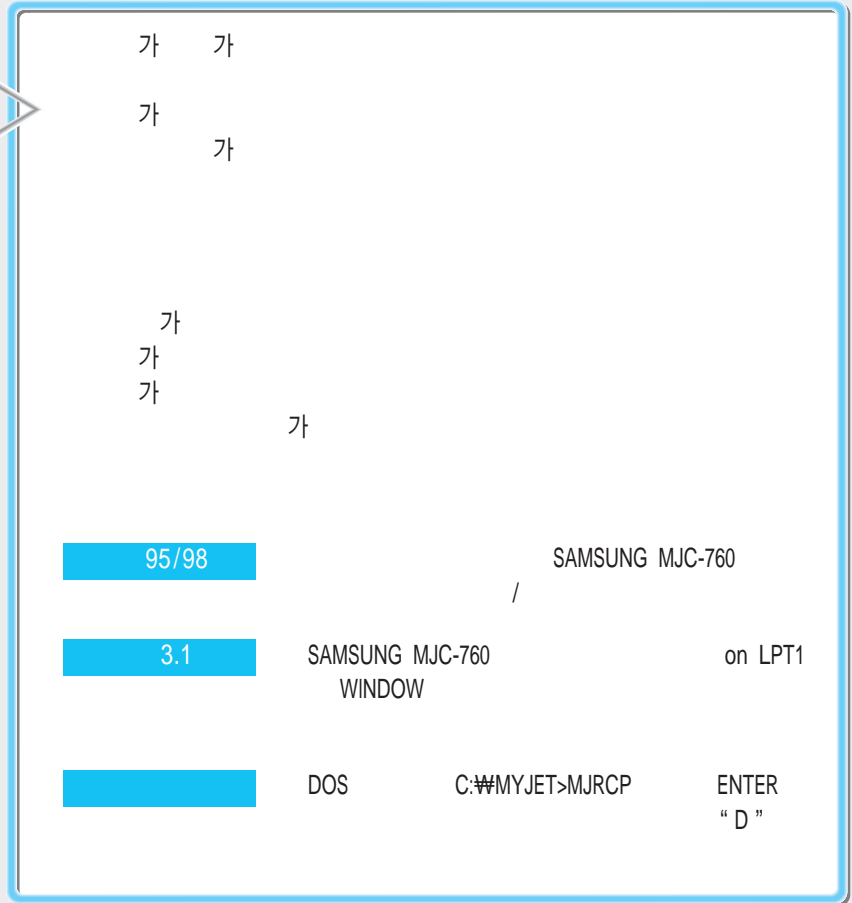 가 가
가
가
가
가
가
가
95/98 SAMSUNG MJC-760
/
3.1 SAMSUNG MJC-760 on LPT1
WINDOW
DOS C:₩MYJET>MJRCP ENTER
“ D ”